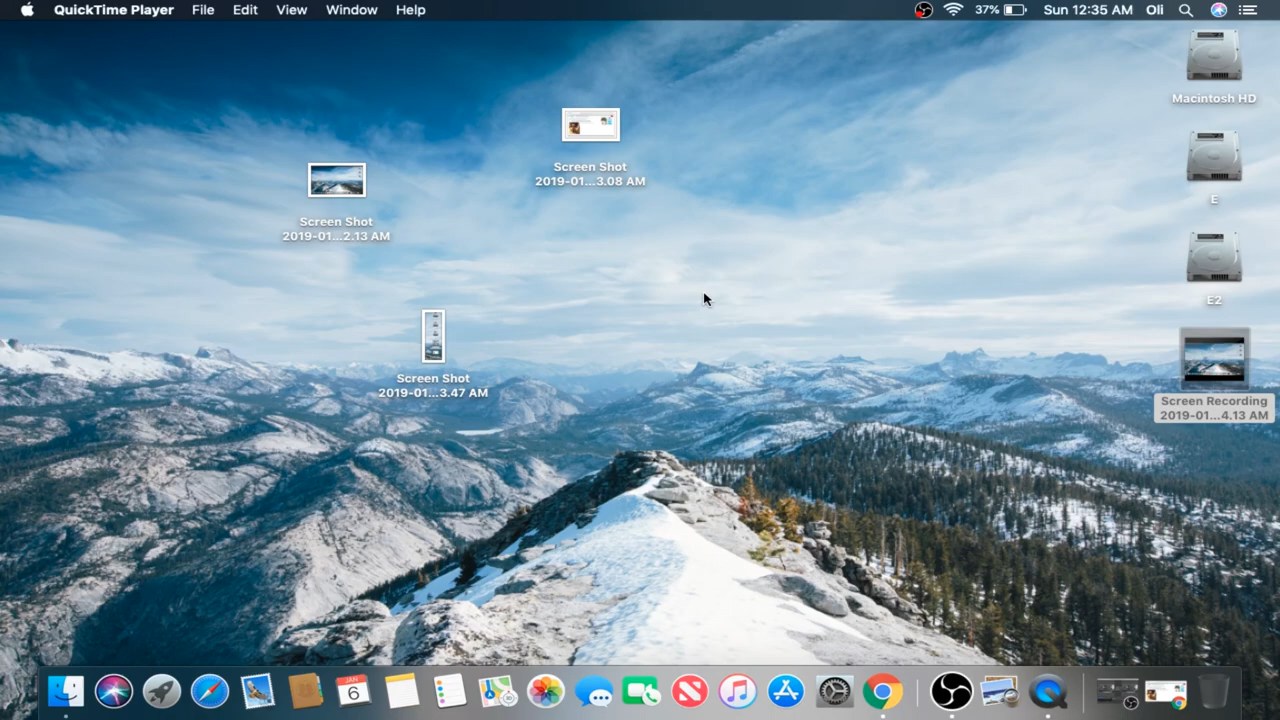 QuickTime Player File Edit View Window Help 37% Sun 12:35 AM Oli
Macintosh HD
Screen Shot
2019-01...3.08 AM
E
Screen Shot
2019-01...2.13 AM
E2
Screen Shot
2019-01...3.47 AM
Screen Recording
2019-01...4.13 AM
JAN
6